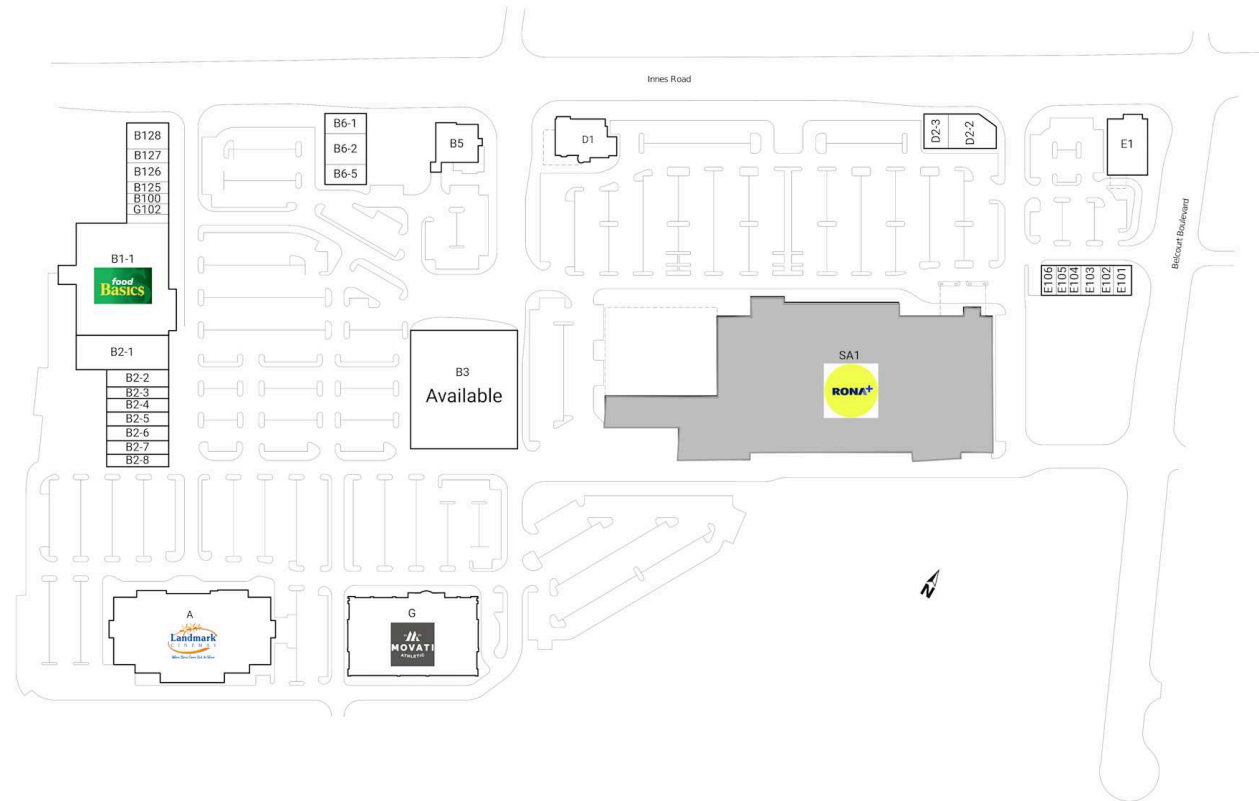 Innes Road
B128
B127
B126
B125
B100
G102
B6-1
B6-2
B6-5
B5
D1
D2-3
D2-2
E1
Belcourt Boulevard
B1-1
food
Basics
E106
E105
E104
E103
E102
E101
B2-1
B2-2
B2-3
B2-4
B2-5
B2-6
B2-7
B2-8
B3
Available
SA1
RONA+
N
A
Landmark
CINEMAS
G
MOVATI
ATHLETIC